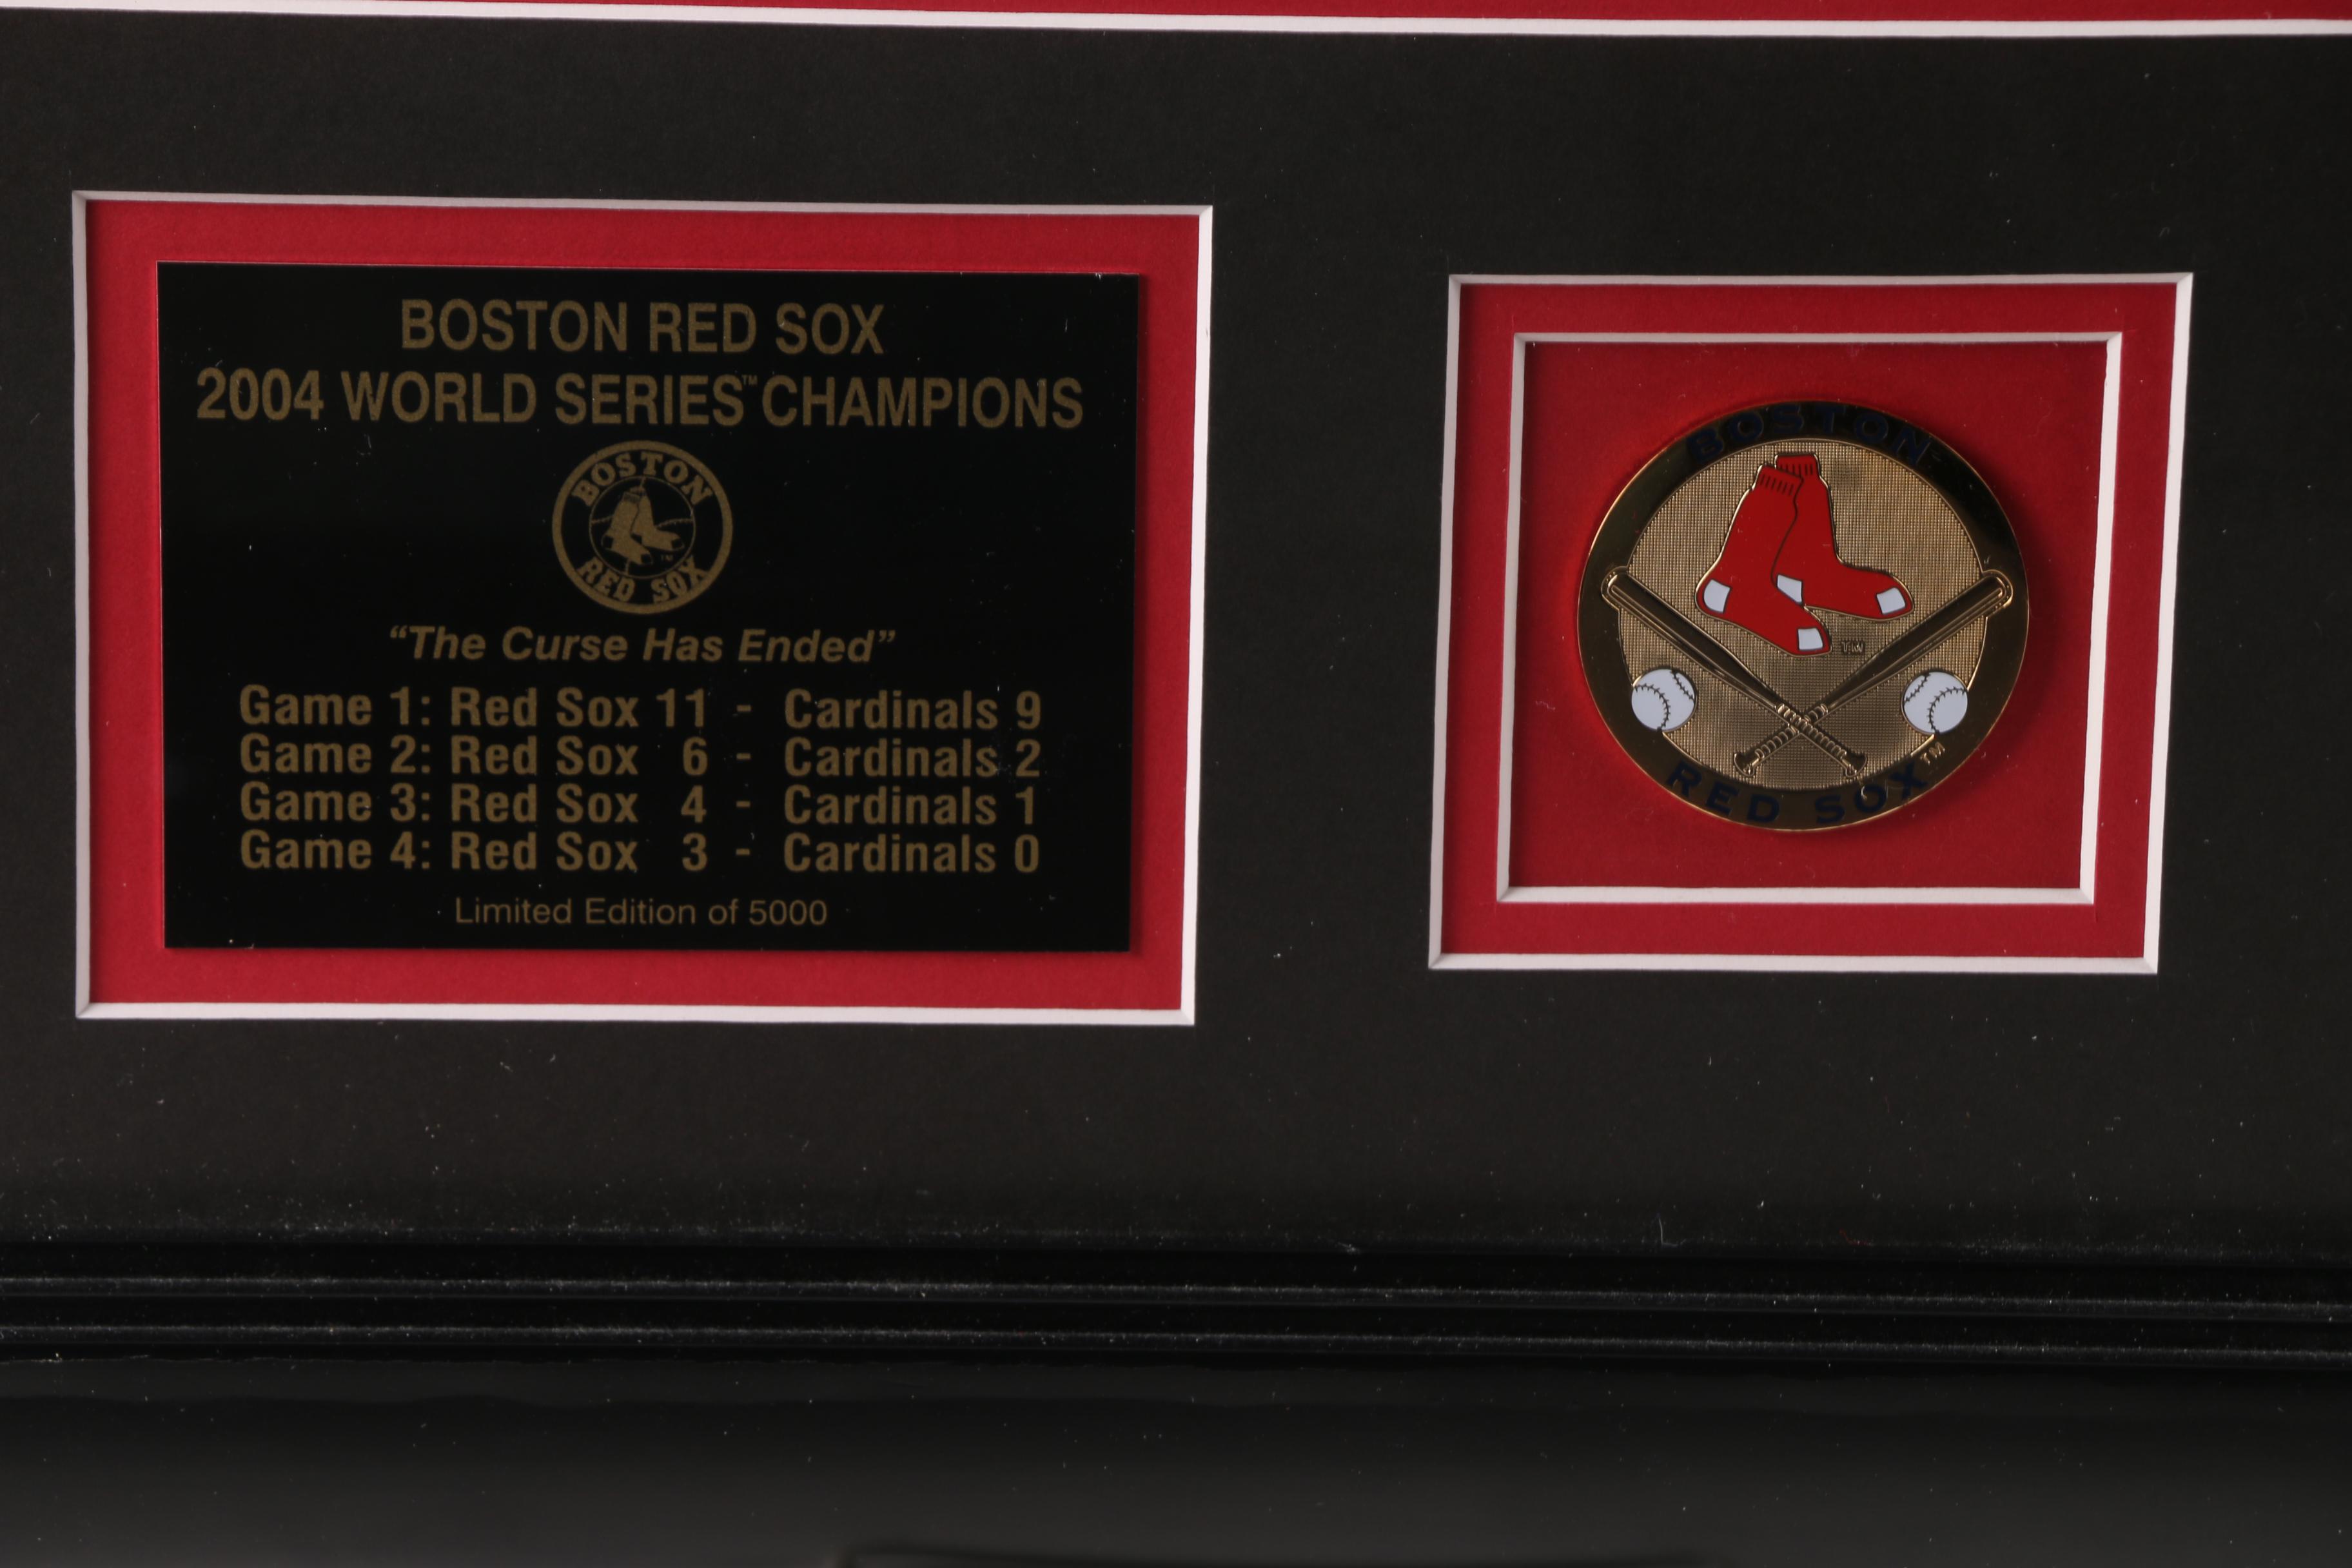 BOSTON RED SOX
2004 WORLD SERIES™ CHAMPIONS
BOSTON
RED SOX
™
“The Curse Has Ended”
Game 1: Red Sox 11 - Cardinals 9
Game 2: Red Sox 6 - Cardinals 2
Game 3: Red Sox 4 - Cardinals 1
Game 4: Red Sox 3 - Cardinals 0
Limited Edition of 5000
BOSTON
™
RED SOX™